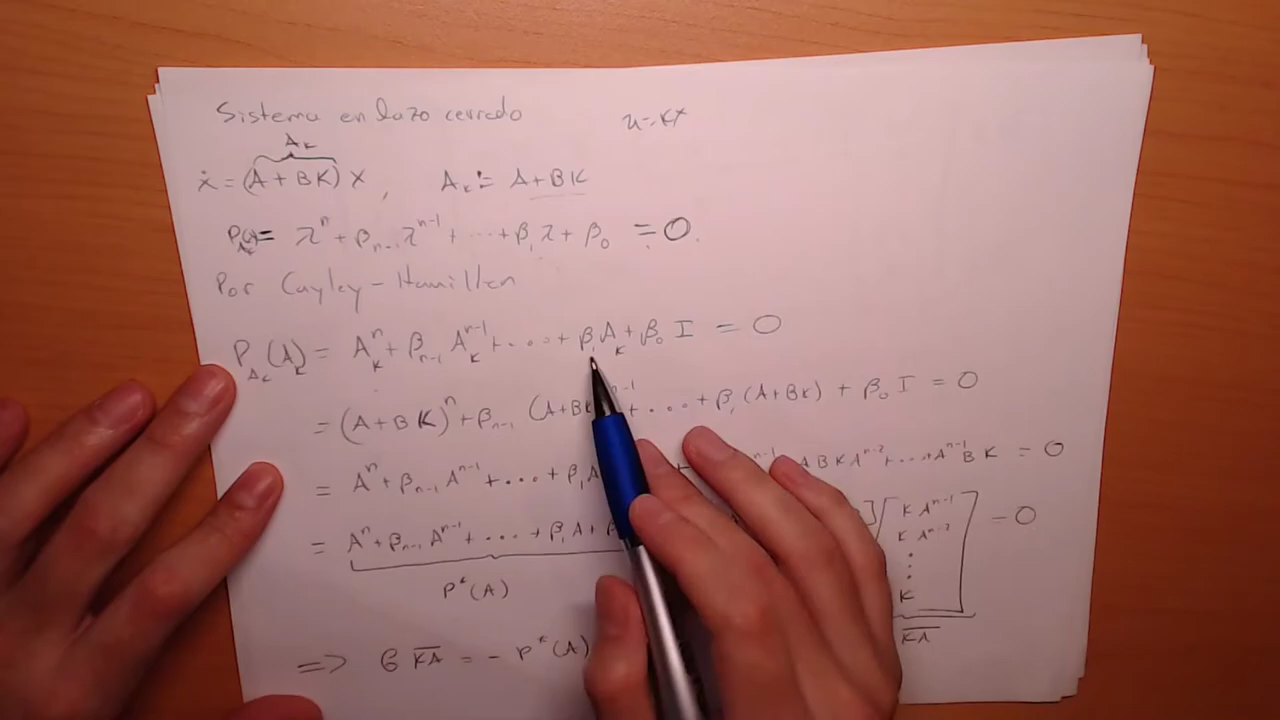 Sistema en lazo cerrado u=Kx
A_K
ẋ = (A + BK) x , A_K := A + BK
P_{A_K}(λ) = λ^n + β_{n-1} λ^{n-1} + ··· + β_1 λ + β_0 = 0
Por Cayley-Hamilton
P_{A_K}(A_K) = A_K^n + β_{n-1} A_K^{n-1} + ... + β_1 A_K + β_0 I = 0
= (A+BK)^n + β_{n-1} (A+BK)^{n-1} + ... + β_1 (A+BK) + β_0 I = 0
= A^n + β_{n-1} A^{n-1} + ... + β_1 A ABKA^{n-2} + ... + A^{n-1} B K = 0
= A^n + β_{n-1} A^{n-1} + ... + β_1 A + ] [ K A^{n-1} = 0
K A^{n-2}
⋮
K ]
P*(A) \overline{KA}
=> \overline{KA} = - P*(A)